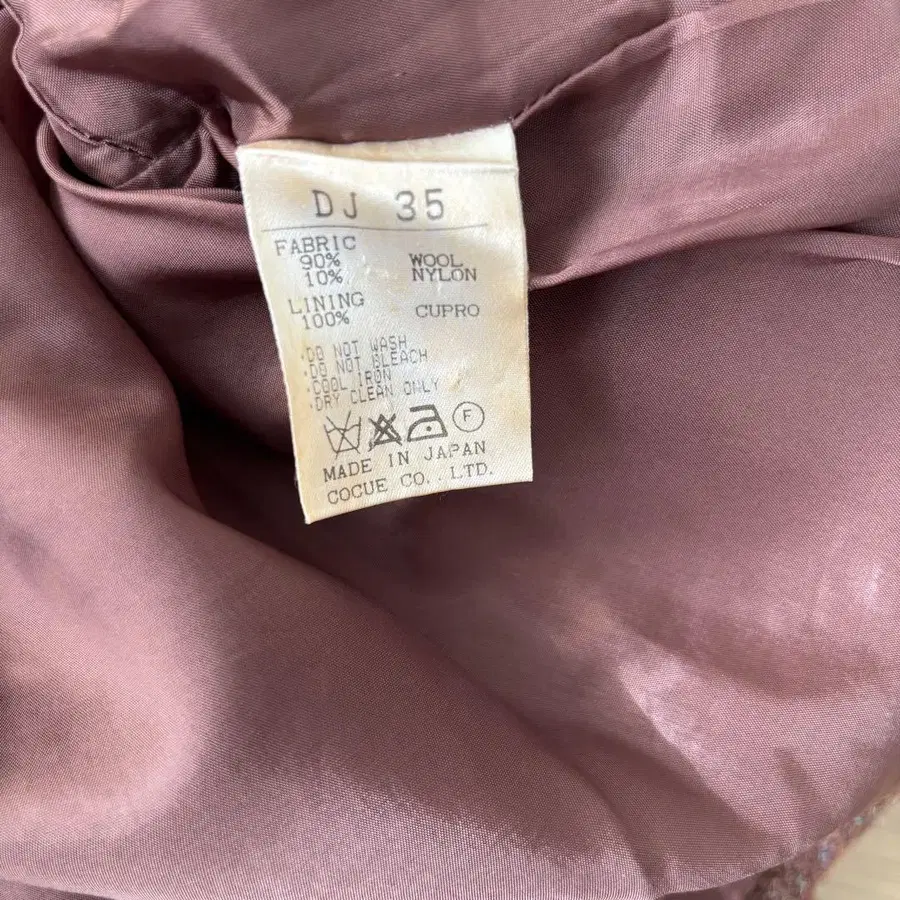 DJ 35
FABRIC
90% WOOL
10% NYLON
LINING
100% CUPRO
·DO NOT WASH
·DO NOT BLEACH
·COOL IRON
·DRY CLEAN ONLY
F
MADE IN JAPAN
COCUE CO., LTD.